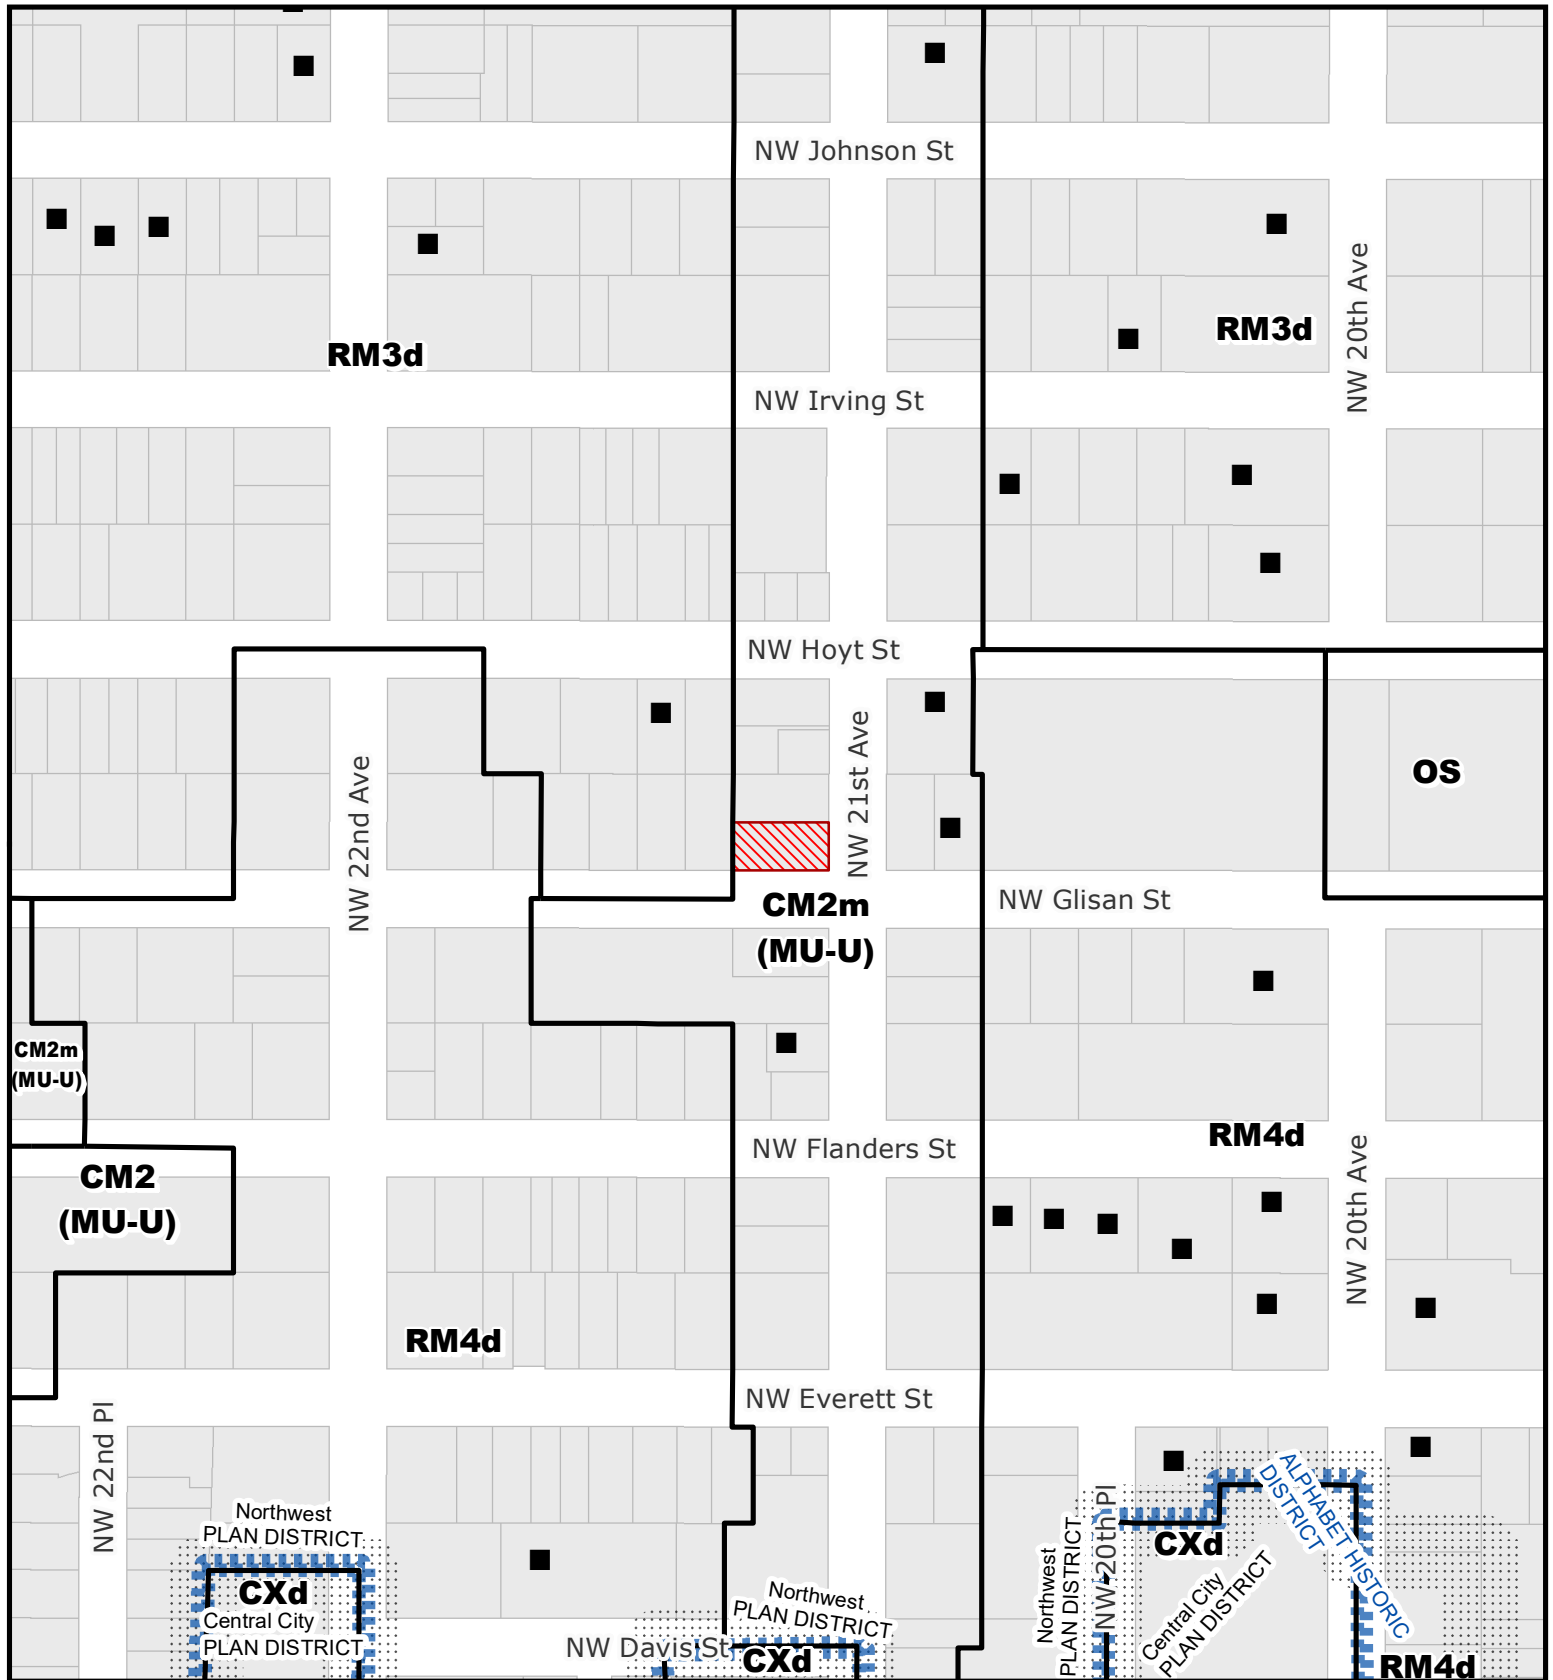 NW Johnson St
NW 20th Ave
RM3d
RM3d
NW Irving St
NW Hoyt St
NW 21st Ave
NW 22nd Ave
OS
CM2m
(MU-U)
NW Glisan St
CM2m
(MU-U)
NW Flanders St
RM4d
NW 20th Ave
CM2
(MU-U)
RM4d
NW Everett St
NW 22nd Pl
NW 20th Pl
Northwest
PLAN DISTRICT
CXd
Central City
PLAN DISTRICT
NW Davis St
Northwest
PLAN DISTRICT
CXd
Northwest
PLAN DISTRICT
CXd
Central City
PLAN DISTRICT
ALPHABET HISTORIC
DISTRICT
RM4d